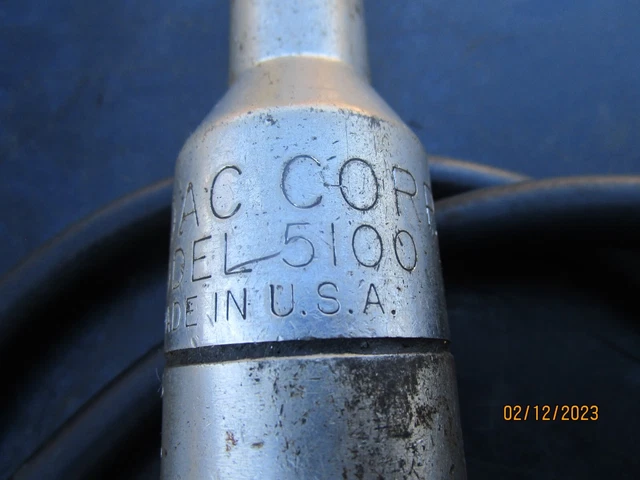 AC CORP
DEL 5100
ADE IN U.S.A.
02/12/2023